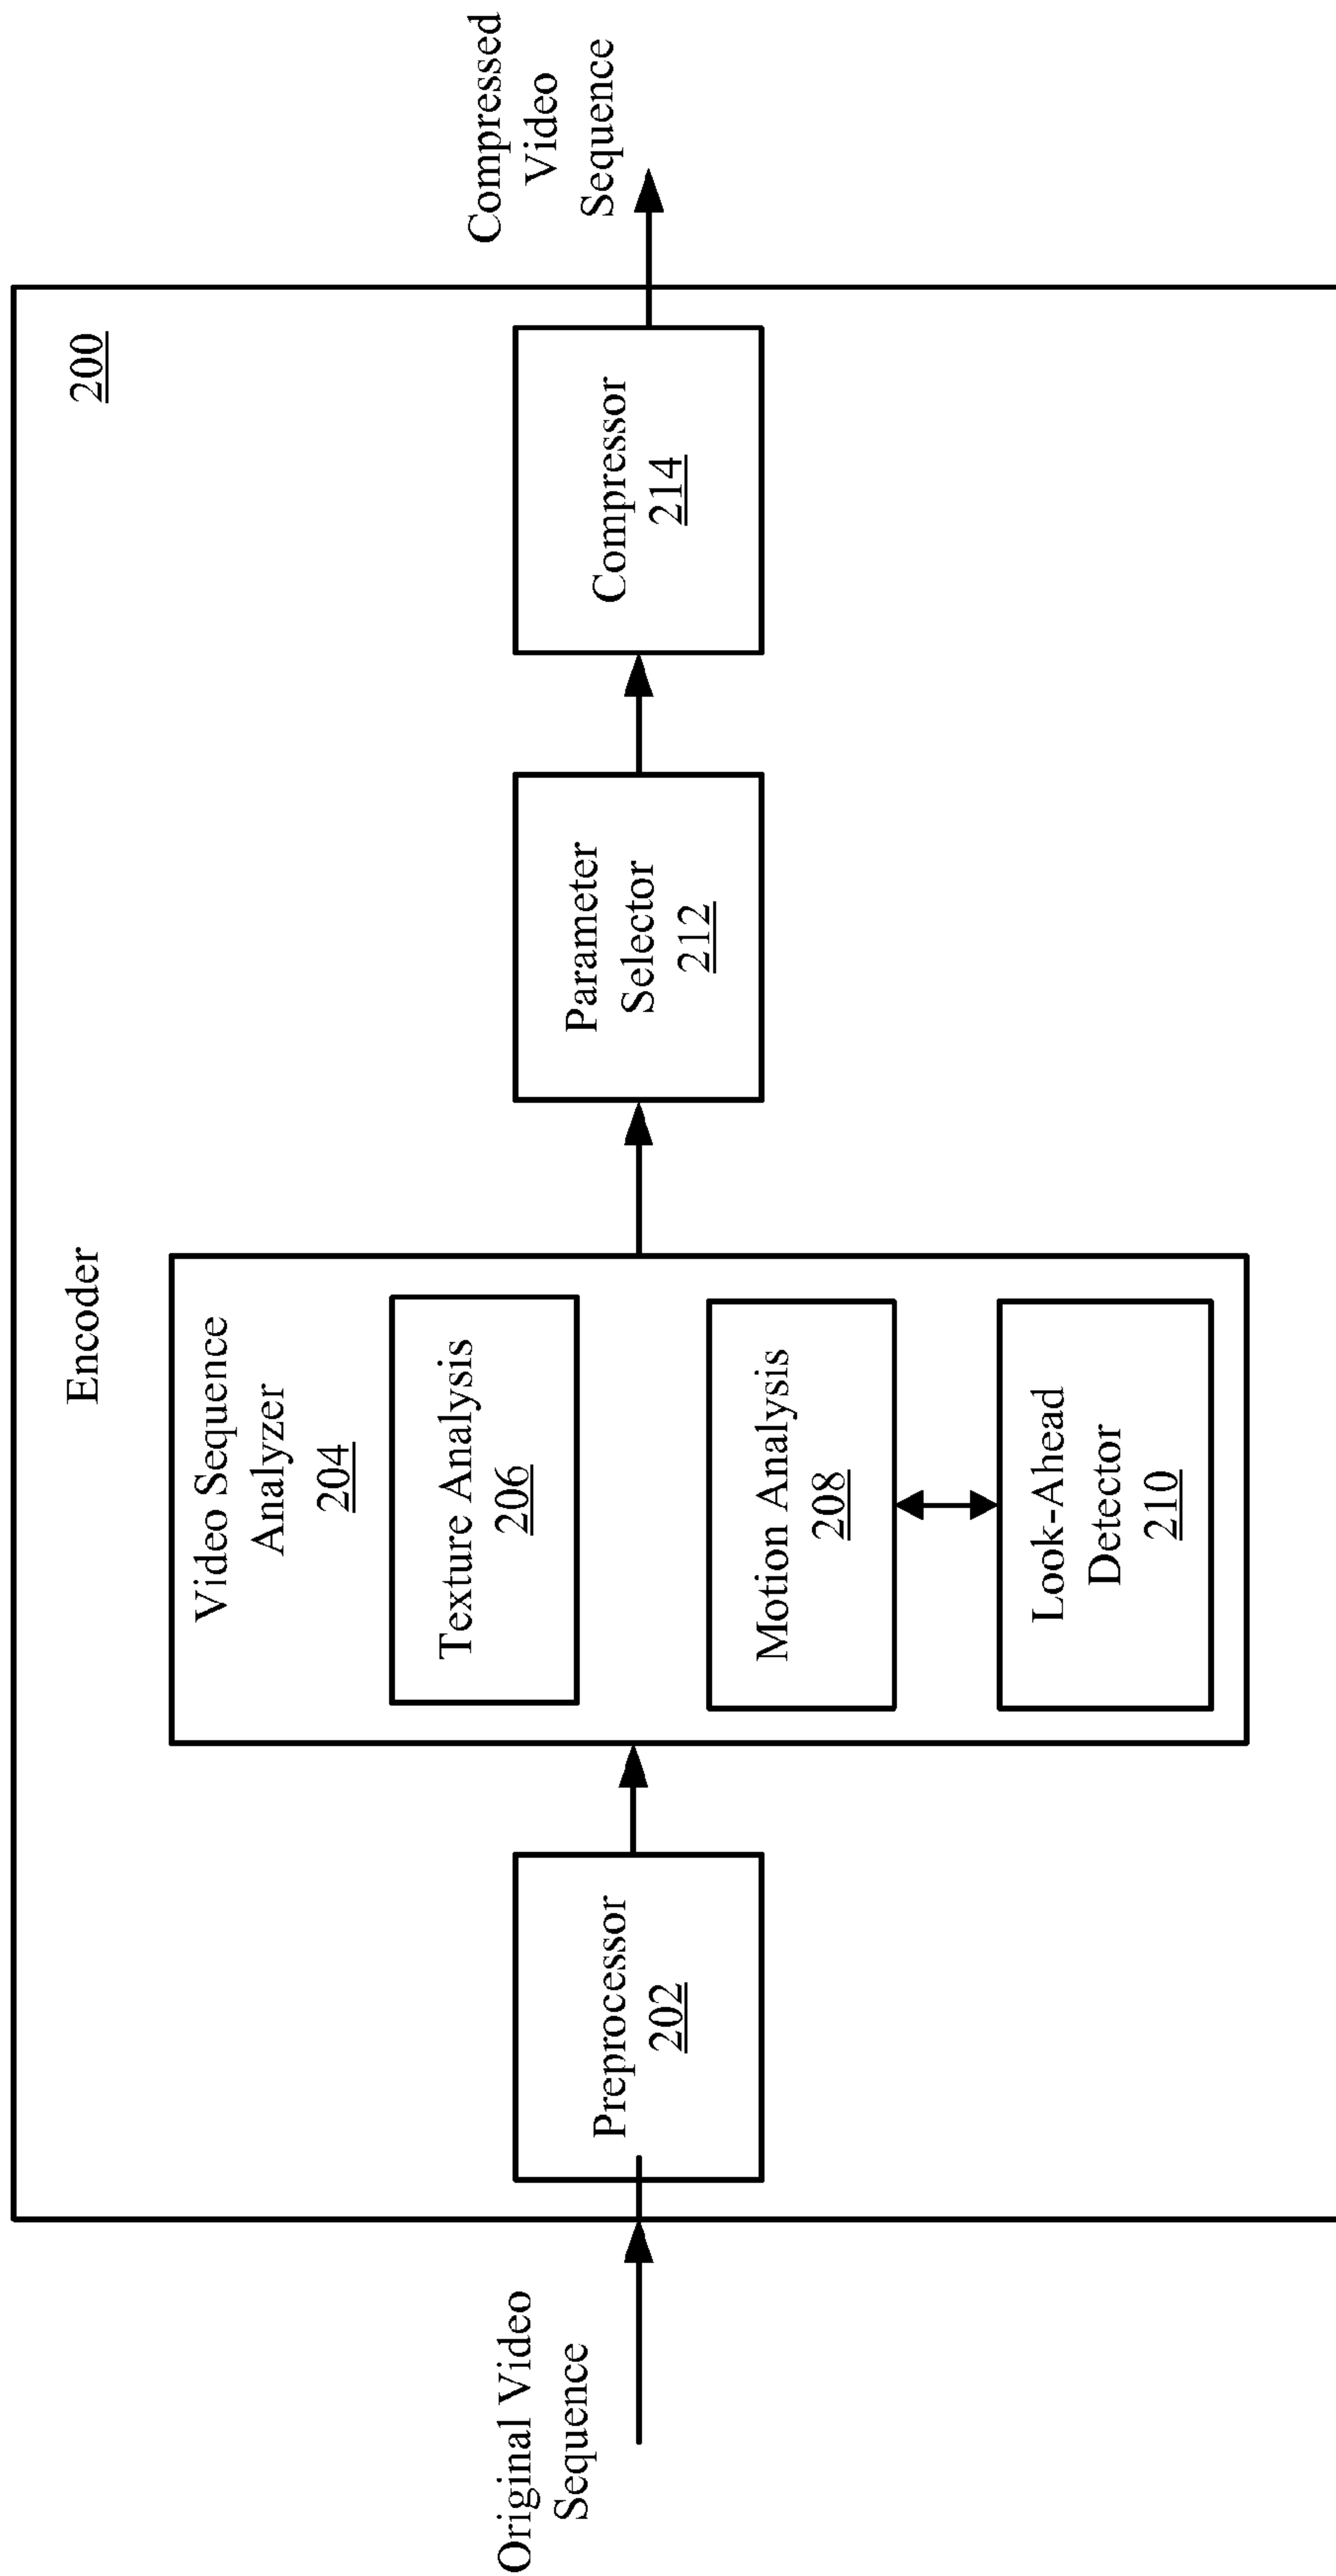 Encoder
200
Original Video
Sequence
Preprocessor
202
Video Sequence
Analyzer
204
Texture Analysis
206
Motion Analysis
208
Look-Ahead
Detector
210
Parameter
Selector
212
Compressor
214
Compressed
Video
Sequence